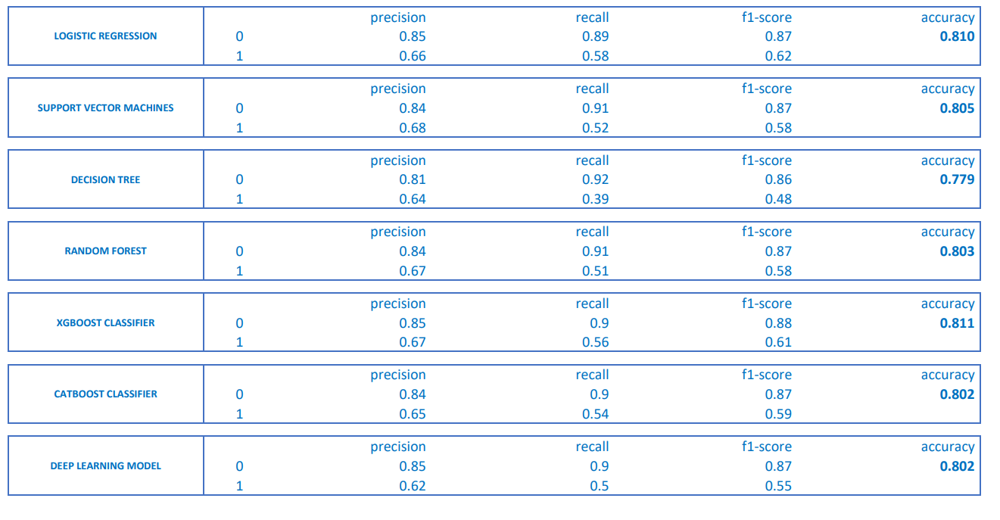 precision recall f1-score accuracy
LOGISTIC REGRESSION 0 0.85 0.89 0.87 0.810
1 0.66 0.58 0.62
precision recall f1-score accuracy
SUPPORT VECTOR MACHINES 0 0.84 0.91 0.87 0.805
1 0.68 0.52 0.58
precision recall f1-score accuracy
DECISION TREE 0 0.81 0.92 0.86 0.779
1 0.64 0.39 0.48
precision recall f1-score accuracy
RANDOM FOREST 0 0.84 0.91 0.87 0.803
1 0.67 0.51 0.58
precision recall f1-score accuracy
XGBOOST CLASSIFIER 0 0.85 0.9 0.88 0.811
1 0.67 0.56 0.61
precision recall f1-score accuracy
CATBOOST CLASSIFIER 0 0.84 0.9 0.87 0.802
1 0.65 0.54 0.59
precision recall f1-score accuracy
DEEP LEARNING MODEL 0 0.85 0.9 0.87 0.802
1 0.62 0.5 0.55